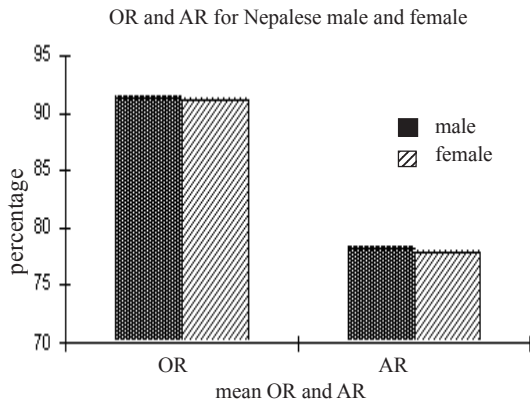 OR and AR for Nepalese male and female
95
90
85
80
75
70
percentage
male
female
OR AR
mean OR and AR